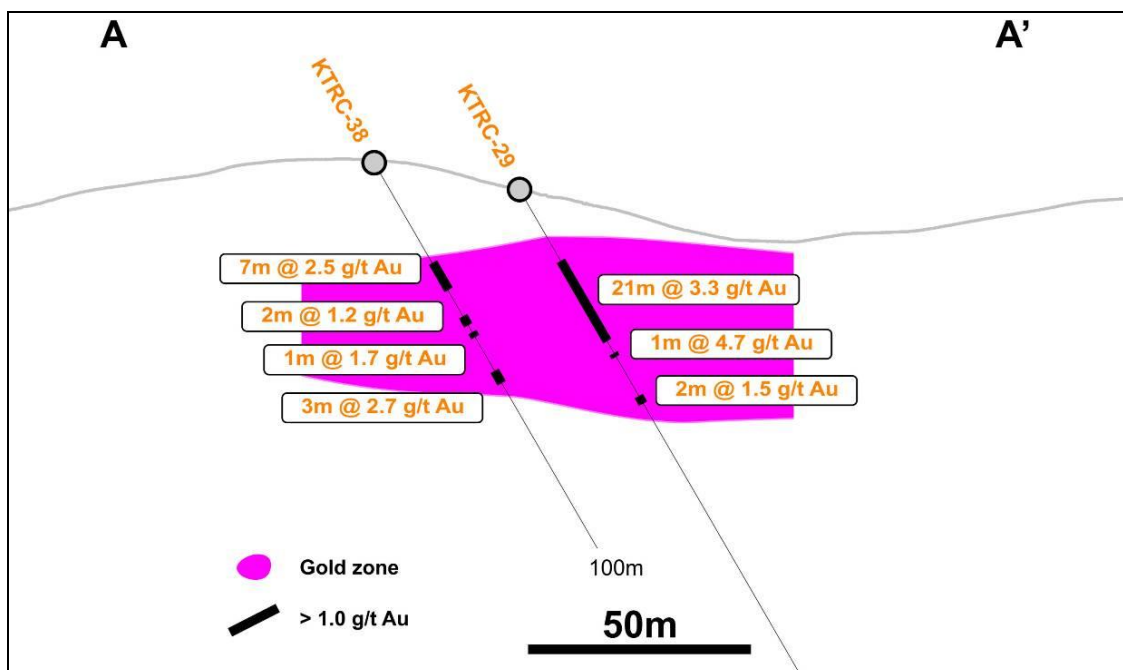 A
A'
KTRC-38
KTRC-29
7m @ 2.5 g/t Au
2m @ 1.2 g/t Au
1m @ 1.7 g/t Au
3m @ 2.7 g/t Au
21m @ 3.3 g/t Au
1m @ 4.7 g/t Au
2m @ 1.5 g/t Au
100m
Gold zone
> 1.0 g/t Au
50m